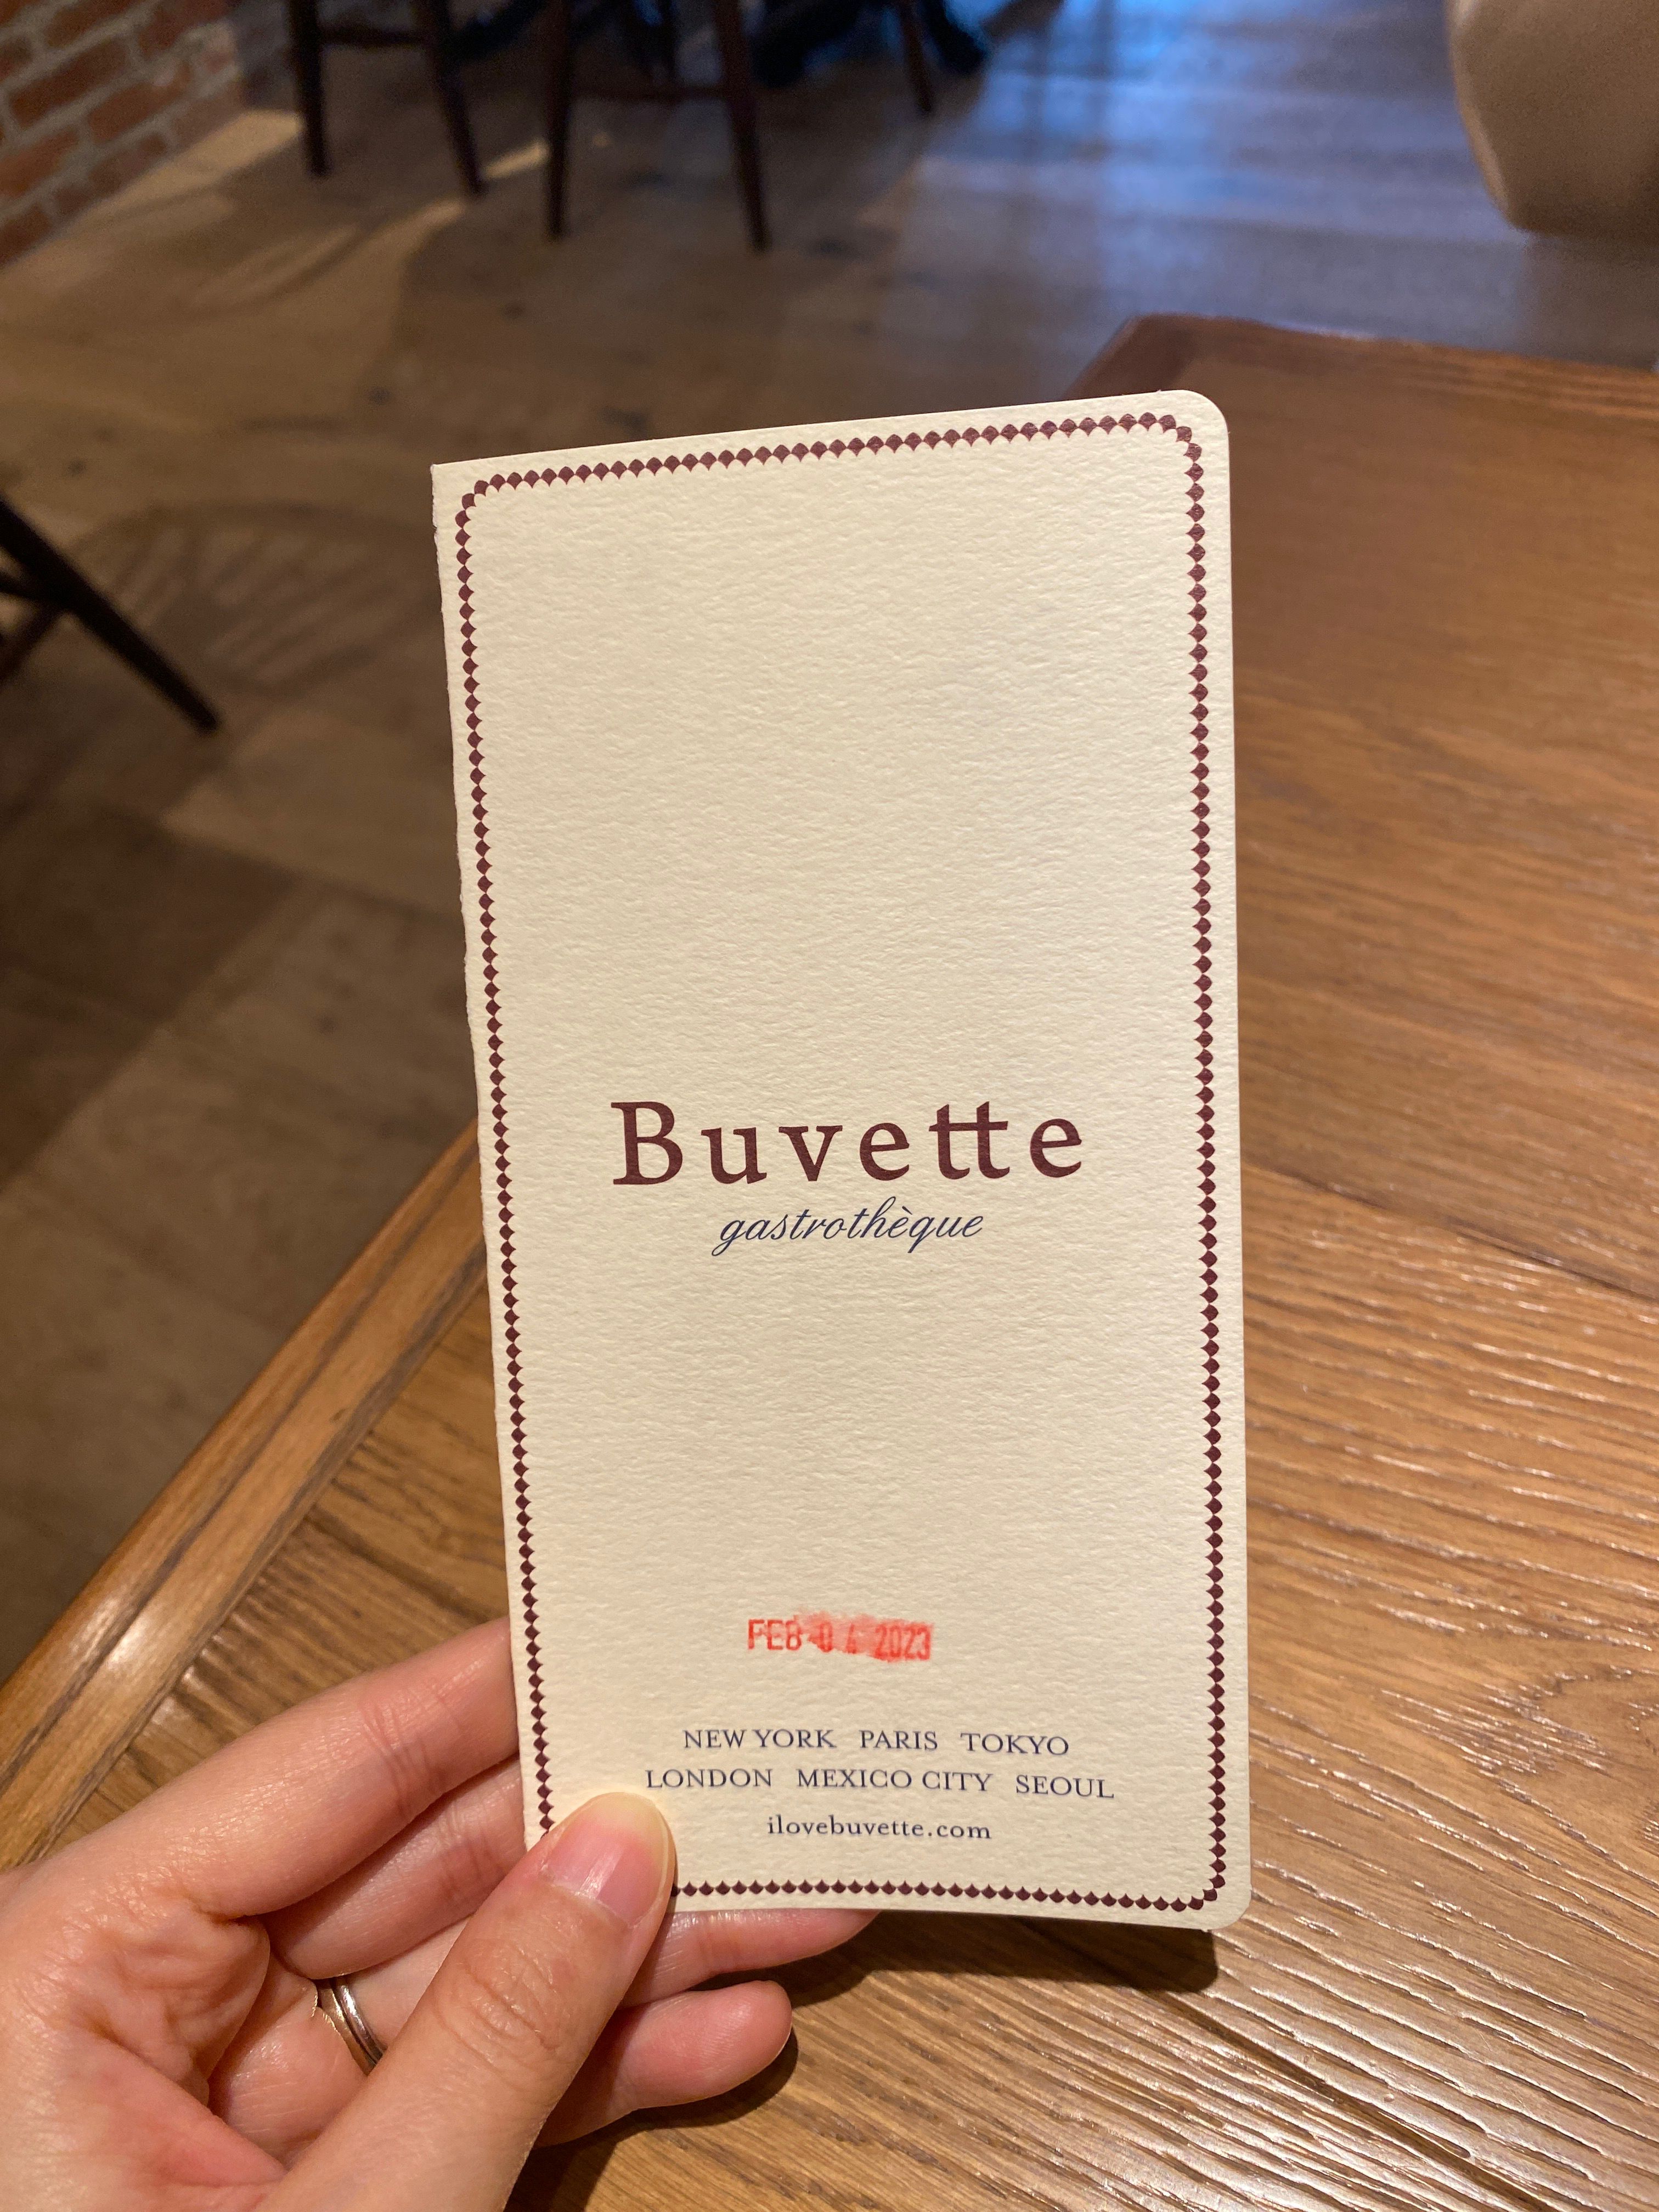 Buvette
gastrothèque
FEB 04 2023
NEW YORK PARIS TOKYO
LONDON MEXICO CITY SEOUL
ilovebuvette.com